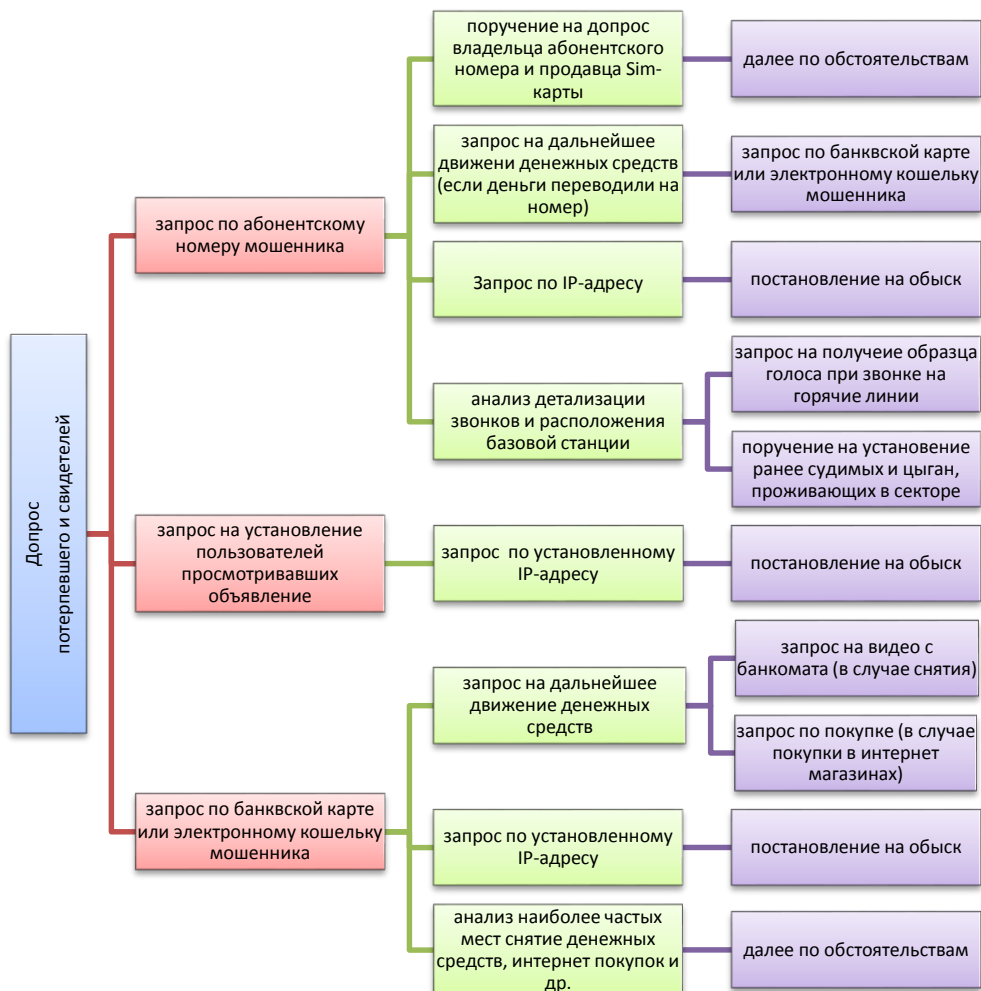 Допрос
потерпевшего и свидетелей
запрос по абонентскому
номеру мошенника
поручение на допрос
владельца абонентского
номера и продавца Sim-
карты
далее по обстоятельствам
запрос на дальнейшее
движени денежных средств
(если деньги переводили на
номер)
запрос по банквской карте
или электронному кошельку
мошенника
Запрос по IP-адресу
постановление на обыск
анализ детализации
звонков и расположения
базовой станции
запрос на получеие образца
голоса при звонке на
горячие линии
поручение на установение
ранее судимых и цыган,
проживающих в секторе
запрос на установление
пользователей
просмотривавших
объявление
запрос по установленному
IP-адресу
постановление на обыск
запрос по банквской карте
или электронному кошельку
мошенника
запрос на дальнейшее
движение денежных
средств
запрос на видео с
банкомата (в случае снятия)
запрос по покупке (в случае
покупки в интернет
магазинах)
запрос по установленному
IP-адресу
постановление на обыск
анализ наиболее частых
мест снятие денежных
средств, интернет покупок и
др.
далее по обстоятельствам